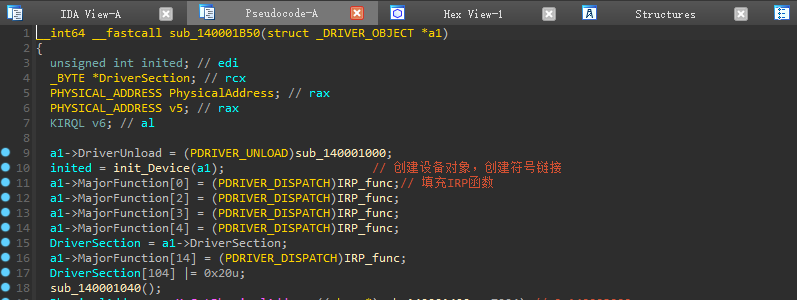 IDA View-A Pseudocode-A Hex View-1 Structures
1 __int64 __fastcall sub_140001B50(struct _DRIVER_OBJECT *a1)
2 {
3 unsigned int inited; // edi
4 _BYTE *DriverSection; // rcx
5 PHYSICAL_ADDRESS PhysicalAddress; // rax
6 PHYSICAL_ADDRESS v5; // rax
7 KIRQL v6; // al
8
9 a1->DriverUnload = (PDRIVER_UNLOAD)sub_140001000;
10 inited = init_Device(a1); // 创建设备对象，创建符号链接
11 a1->MajorFunction[0] = (PDRIVER_DISPATCH)IRP_func;// 填充IRP函数
12 a1->MajorFunction[2] = (PDRIVER_DISPATCH)IRP_func;
13 a1->MajorFunction[3] = (PDRIVER_DISPATCH)IRP_func;
14 a1->MajorFunction[4] = (PDRIVER_DISPATCH)IRP_func;
15 DriverSection = a1->DriverSection;
16 a1->MajorFunction[14] = (PDRIVER_DISPATCH)IRP_func;
17 DriverSection[104] |= 0x20u;
18 sub_140001040();